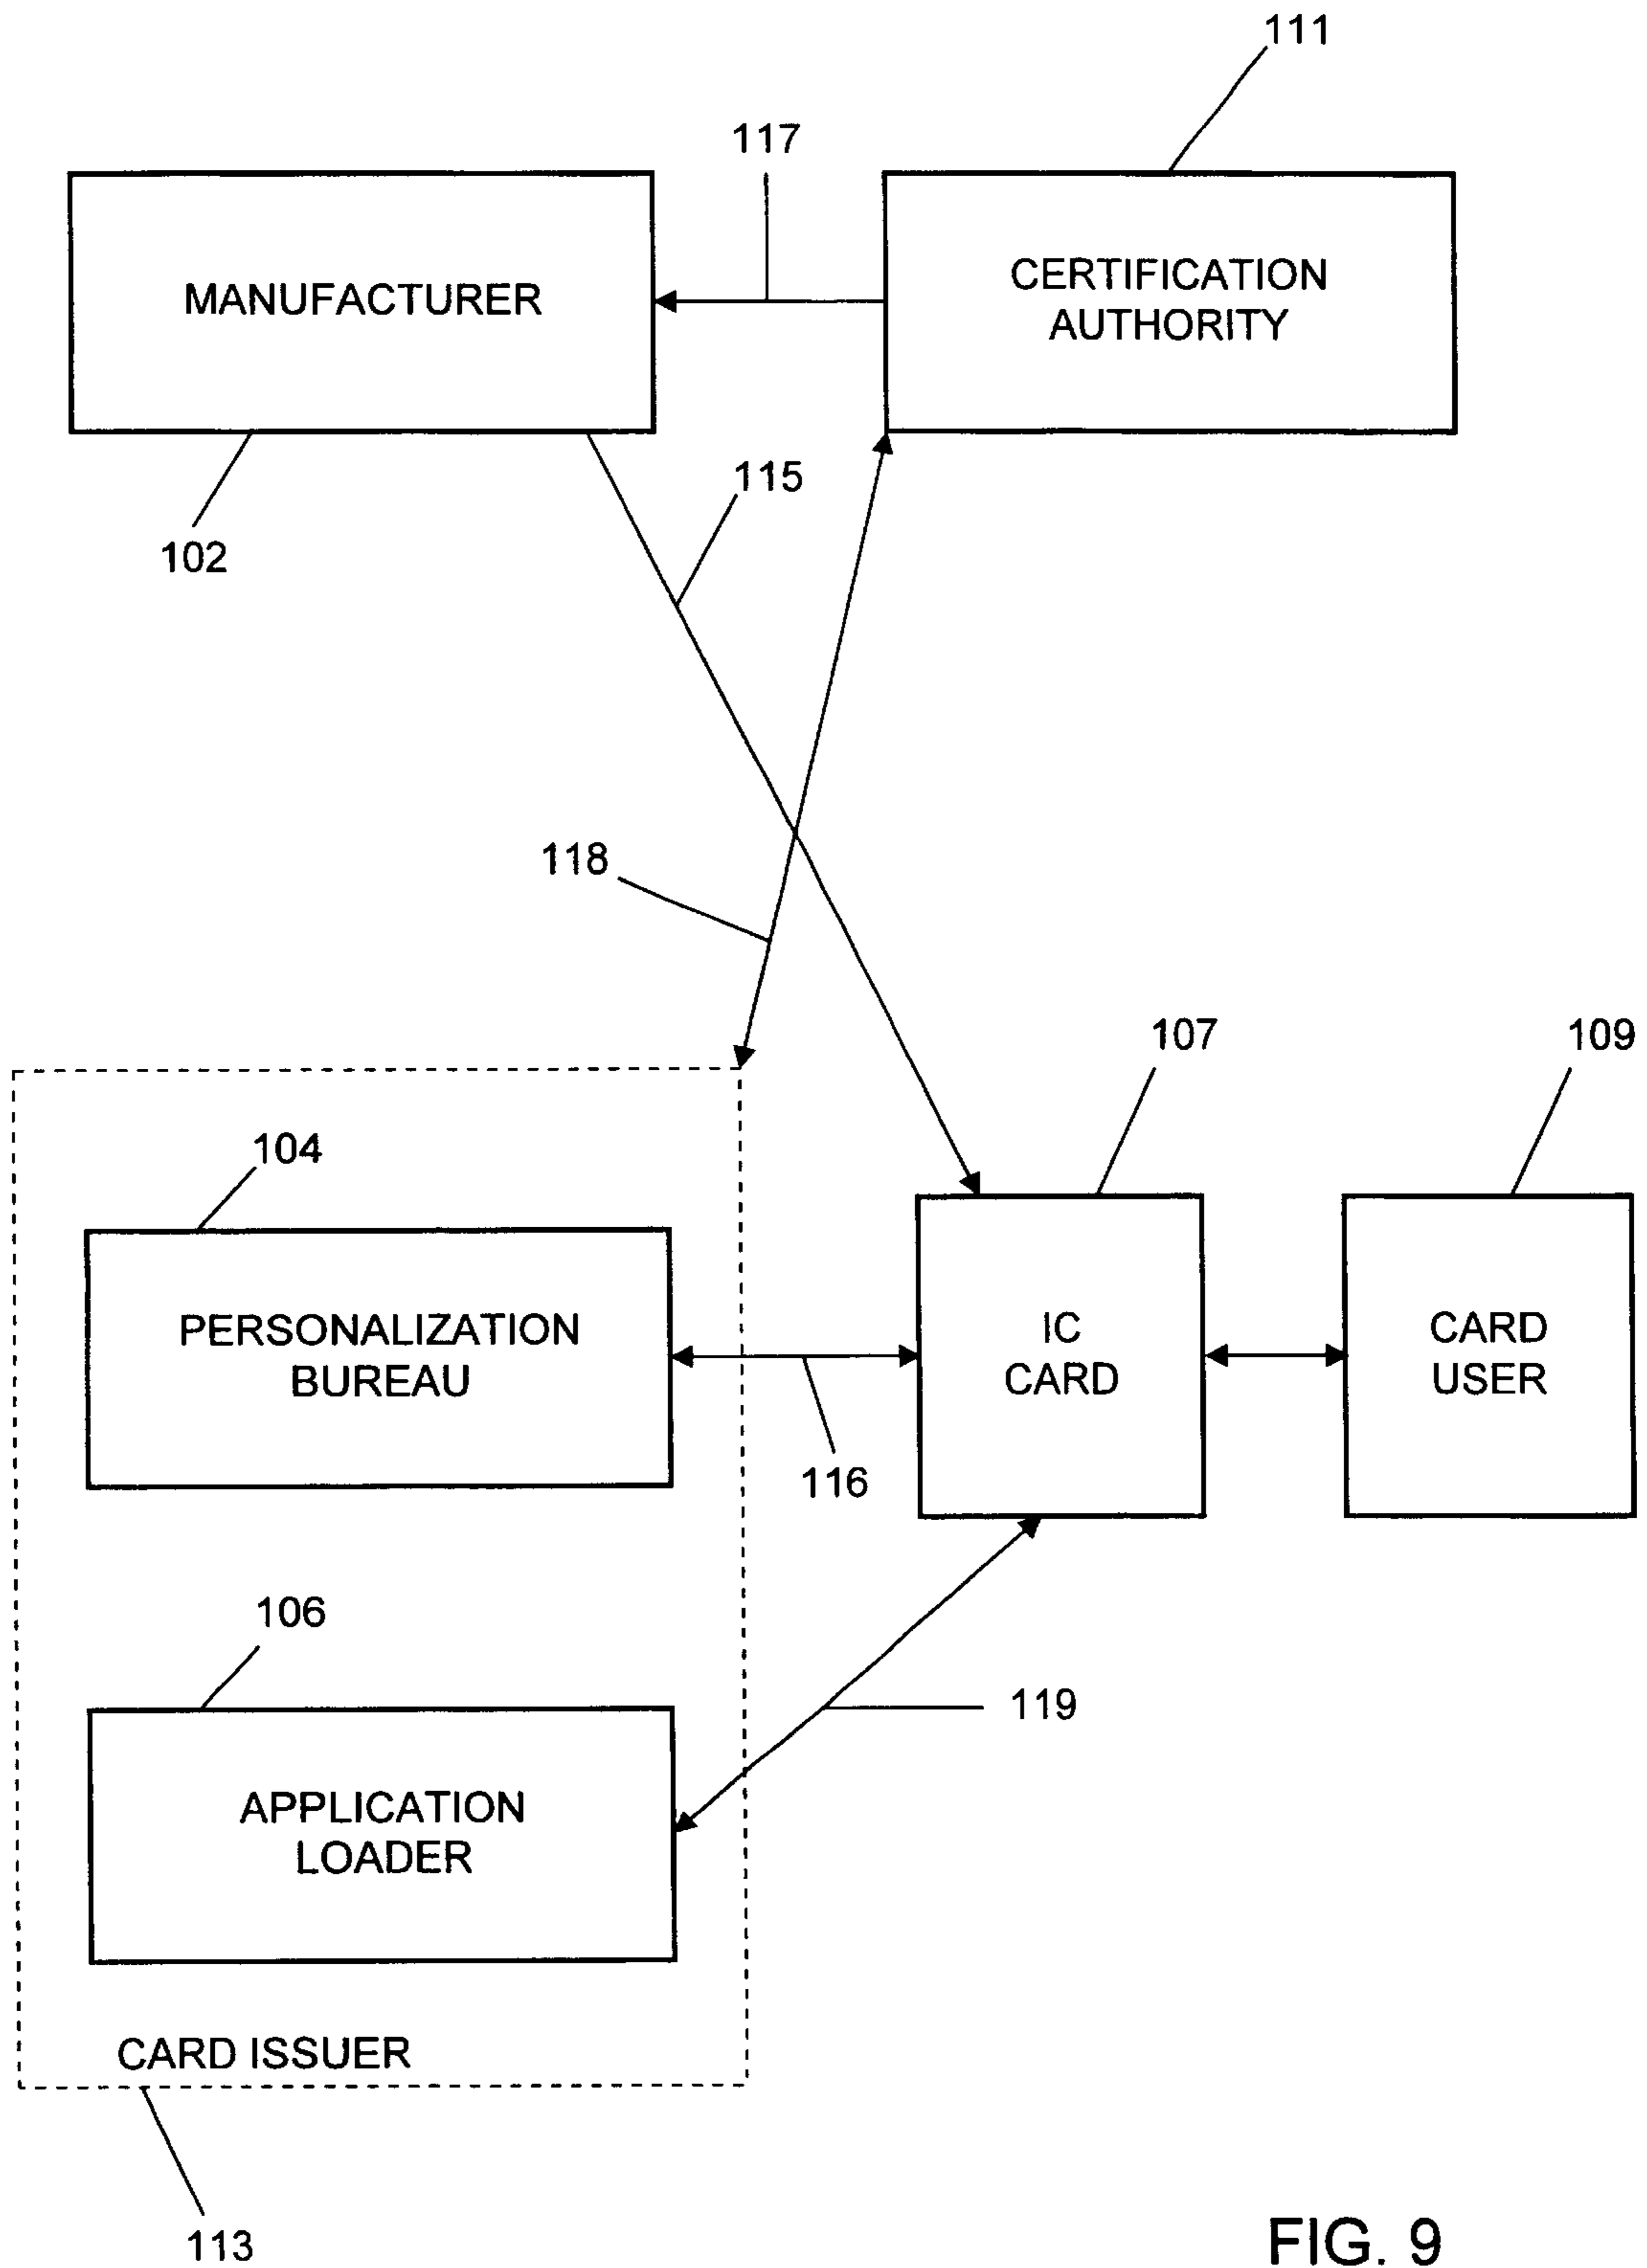 111
117
MANUFACTURER
CERTIFICATION
AUTHORITY
102
115
118
107
109
104
PERSONALIZATION
BUREAU
IC
CARD
CARD
USER
116
106
119
APPLICATION
LOADER
CARD ISSUER
113
FIG. 9